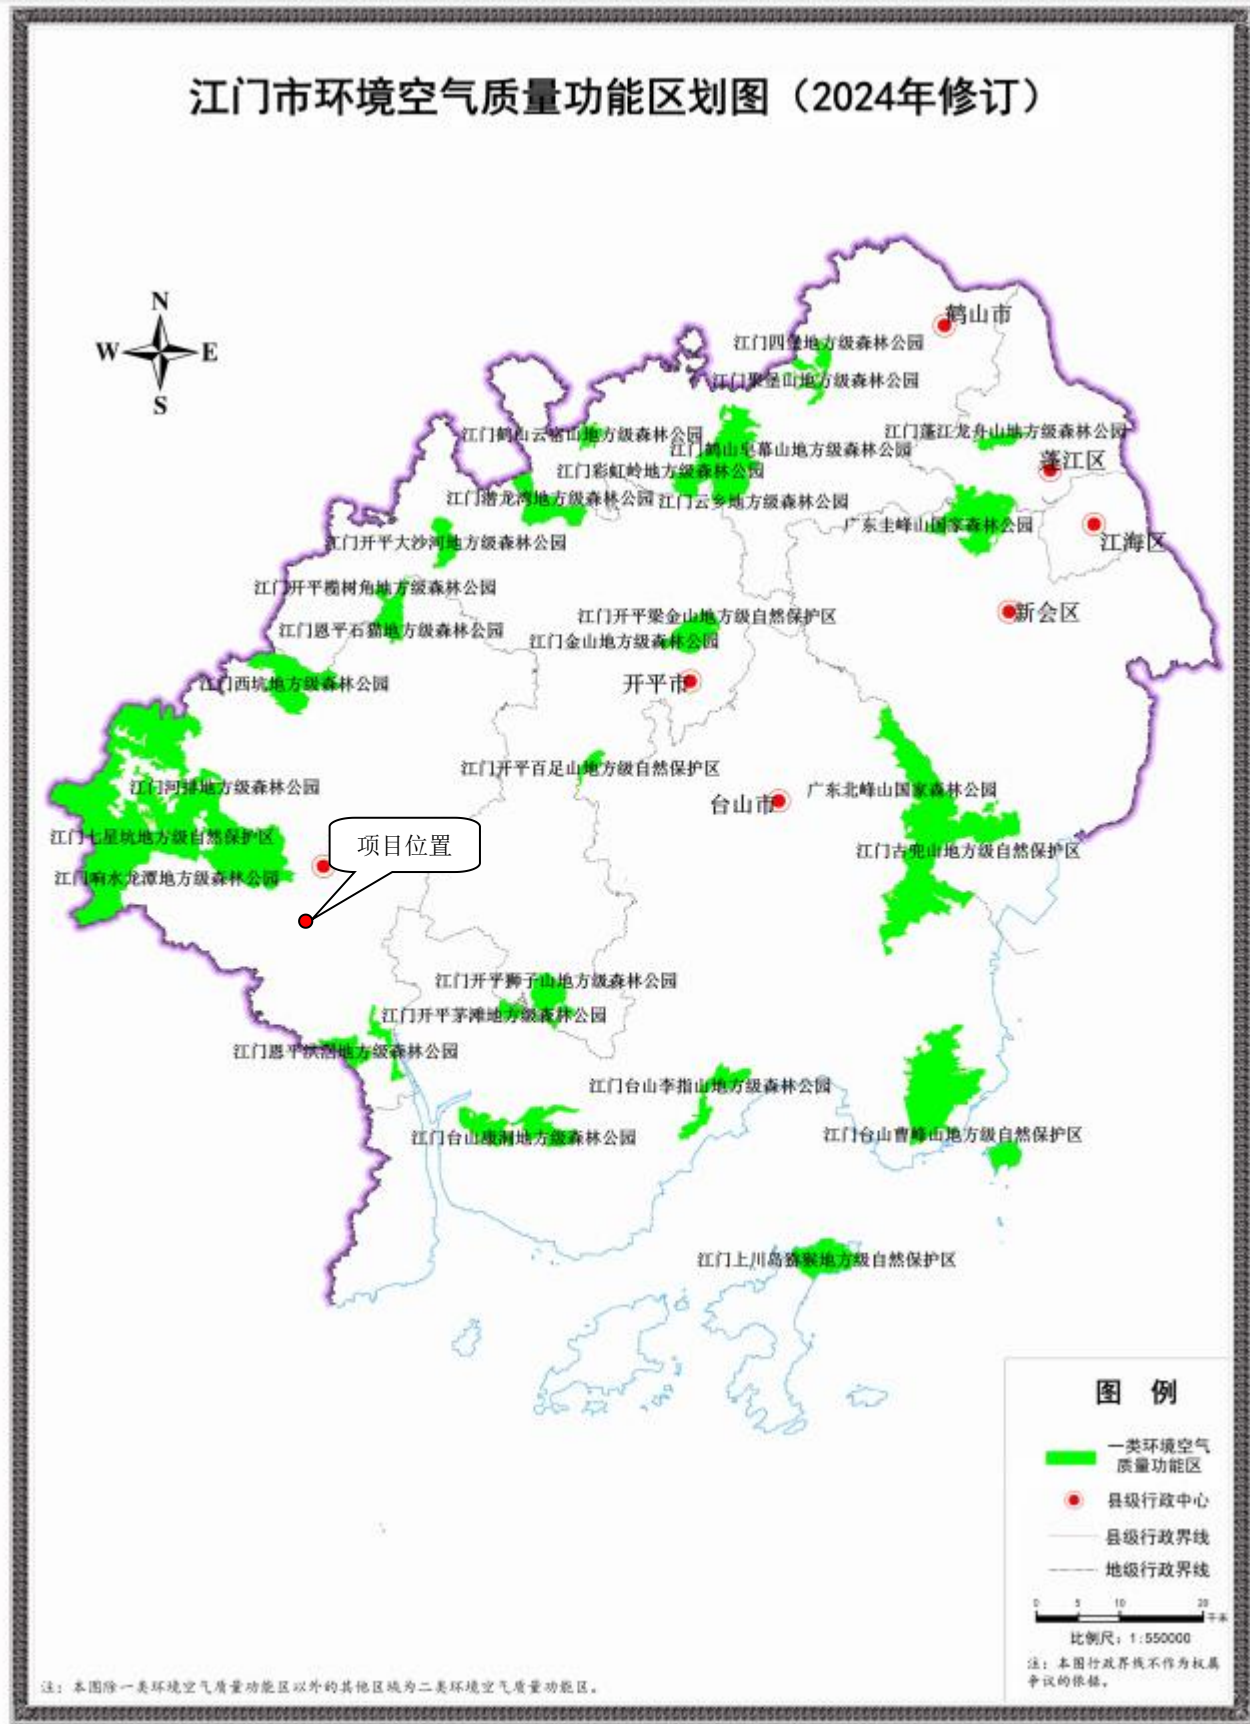 江门市环境空气质量功能区划图（2024年修订）
N
W
E
S
鹤山市
江门四堡地方级森林公园
江门聚堡山地方级森林公园
江门鹤山云宿山地方级森林公园
江门蓬江龙舟山地方级森林公园
江门鹤山皂幕山地方级森林公园
蓬江区
江门彩虹岭地方级森林公园
江门潜龙湾地方级森林公园
江门云乡地方级森林公园
广东圭峰山国家森林公园
江门开平大沙河地方级森林公园
江海区
江门开平榄树角地方级森林公园
江门开平梁金山地方级自然保护区
新会区
江门恩平石猫地方级森林公园
江门金山地方级森林公园
江门西坑地方级森林公园
开平市
江门开平百足山地方级自然保护区
江门河排地方级森林公园
广东北峰山国家森林公园
台山市
江门七星坑地方级自然保护区
项目位置
江门古兜山地方级自然保护区
江门响水龙潭地方级森林公园
江门开平狮子山地方级森林公园
江门开平茅滩地方级森林公园
江门恩平洪滘地方级森林公园
江门台山李指山地方级森林公园
江门台山康洞地方级森林公园
江门台山曹峰山地方级自然保护区
江门上川岛猕猴地方级自然保护区
图 例
一类环境空气
质量功能区
县级行政中心
县级行政界线
地级行政界线
0 5 10 20
千米
比例尺：1:550000
注：本图行政界线不作为权属
争议的依据。
注：本图除一类环境空气质量功能区以外的其他区域为二类环境空气质量功能区。